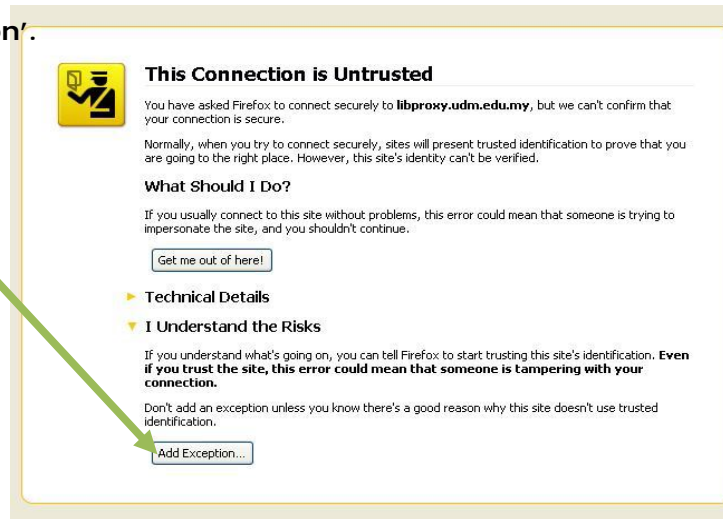 on'.
This Connection is Untrusted
You have asked Firefox to connect securely to libproxy.udm.edu.my, but we can't confirm that
your connection is secure.
Normally, when you try to connect securely, sites will present trusted identification to prove that you
are going to the right place. However, this site's identity can't be verified.
What Should I Do?
If you usually connect to this site without problems, this error could mean that someone is trying to
impersonate the site, and you shouldn't continue.
Get me out of here!
Technical Details
I Understand the Risks
If you understand what's going on, you can tell Firefox to start trusting this site's identification. Even
if you trust the site, this error could mean that someone is tampering with your
connection.
Don't add an exception unless you know there's a good reason why this site doesn't use trusted
identification.
Add Exception...